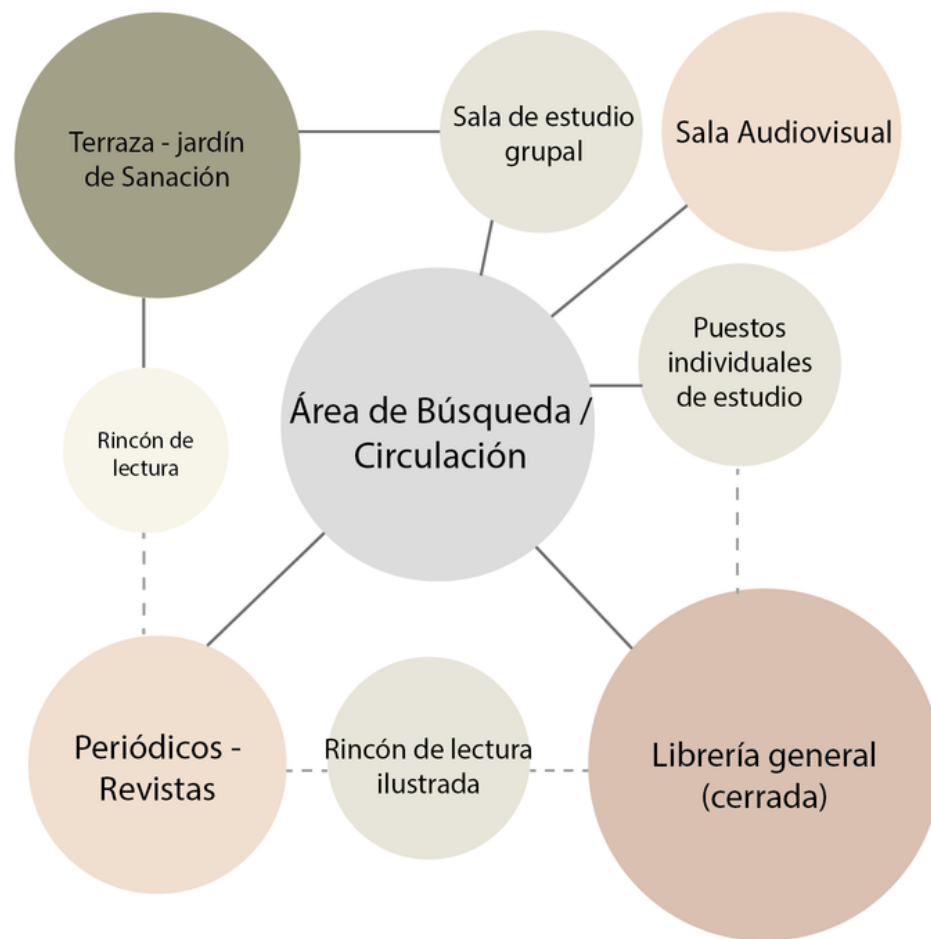 Terraza - jardín
de Sanación
Sala de estudio
grupal
Sala Audiovisual
Puestos
individuales
de estudio
Área de Búsqueda /
Circulación
Rincón de
lectura
Periódicos -
Revistas
Rincón de lectura
ilustrada
Librería general
(cerrada)